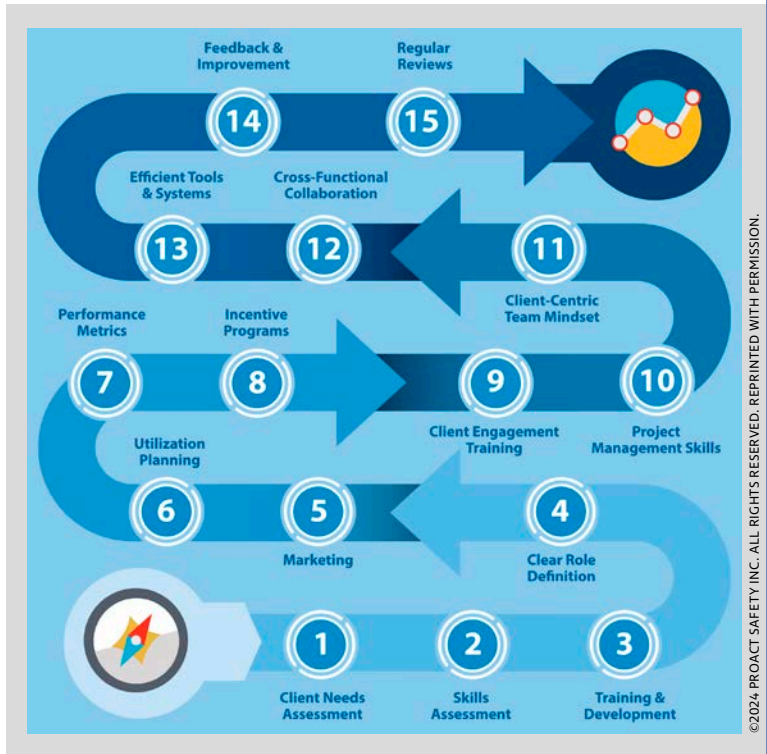 Feedback &
Improvement
Regular
Reviews
14
15
Efficient Tools
& Systems
Cross-Functional
Collaboration
13
12
11
Client-Centric
Team Mindset
Performance
Metrics
Incentive
Programs
7
8
9
10
Client Engagement
Training
Project
Management Skills
Utilization
Planning
6
5
4
Marketing
Clear Role
Definition
1
2
3
Client Needs
Assessment
Skills
Assessment
Training &
Development
©2024 PROACT SAFETY INC. ALL RIGHTS RESERVED. REPRINTED WITH PERMISSION.